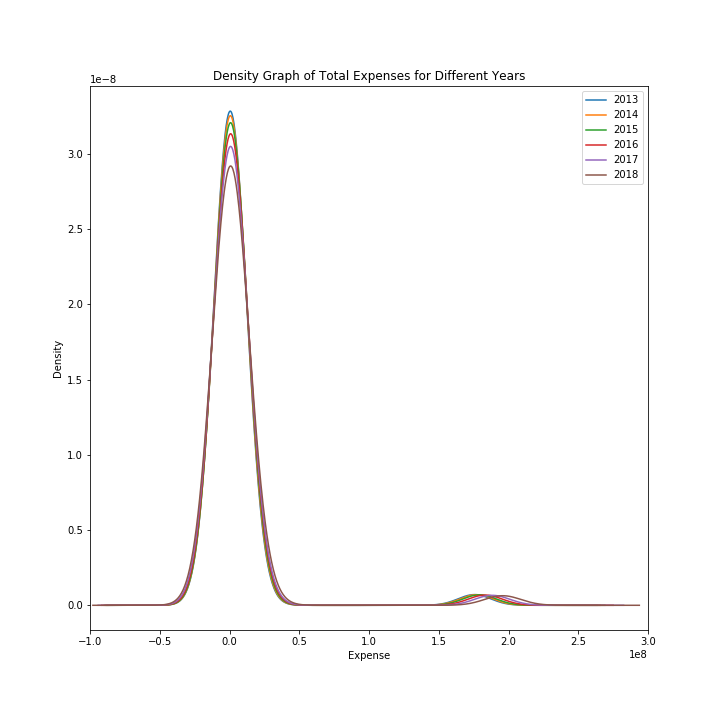 Density Graph of Total Expenses for Different Years
1e−8
2013
2014
2015
2016
2017
2018
3.0
2.5
2.0
1.5
1.0
0.5
0.0
Density
−1.0 −0.5 0.0 0.5 1.0 1.5 2.0 2.5 3.0
Expense
1e8